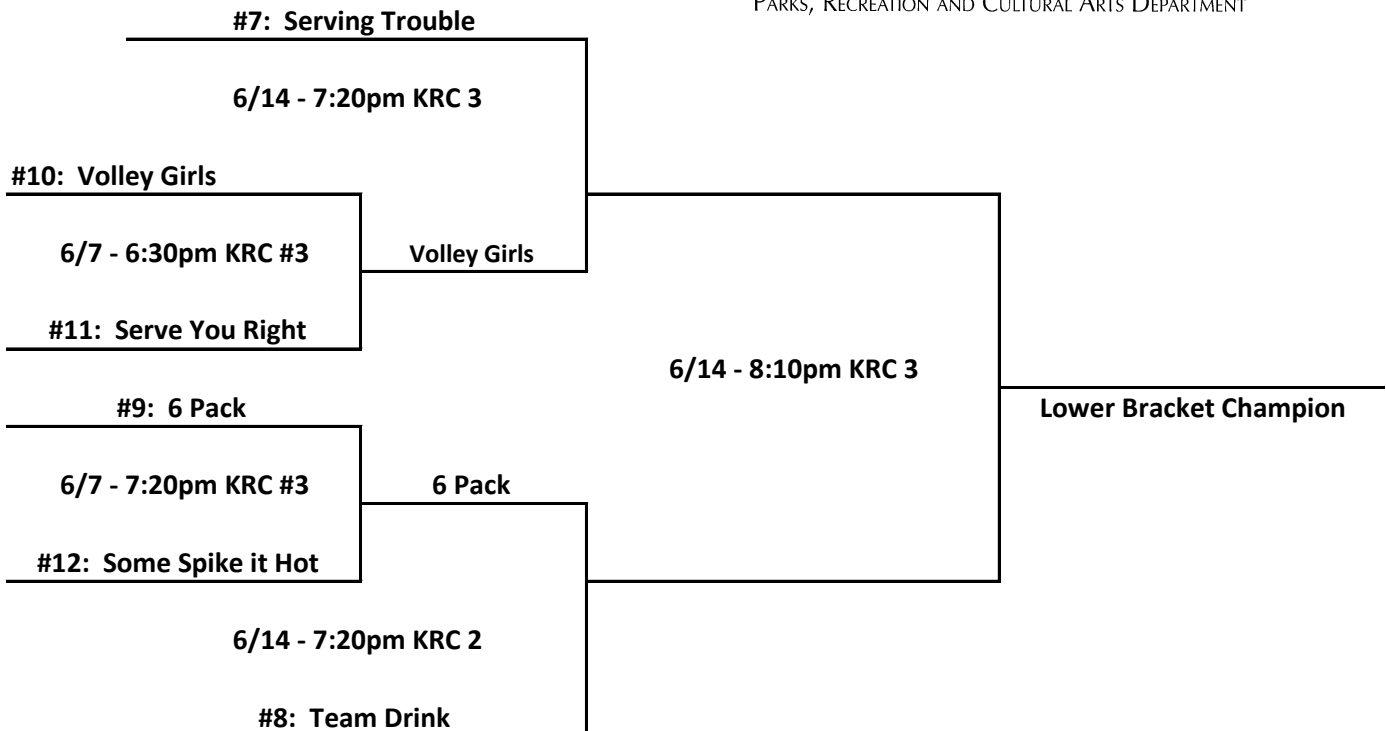 PARKS, RECREATION AND CULTURAL ARTS DEPARTMENT
#7: Serving Trouble
6/14 - 7:20pm KRC 3
#10: Volley Girls
6/7 - 6:30pm KRC #3
Volley Girls
#11: Serve You Right
6/14 - 8:10pm KRC 3
#9: 6 Pack
Lower Bracket Champion
6/7 - 7:20pm KRC #3
6 Pack
#12: Some Spike it Hot
6/14 - 7:20pm KRC 2
#8: Team Drink